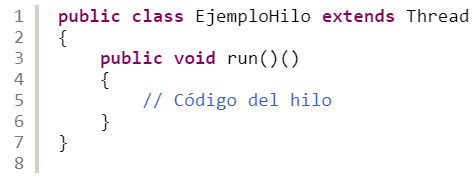 1 public class EjemploHilo extends Thread
2 {
3     public void run()()
4     {
5         // Código del hilo
6     }
7 }
8